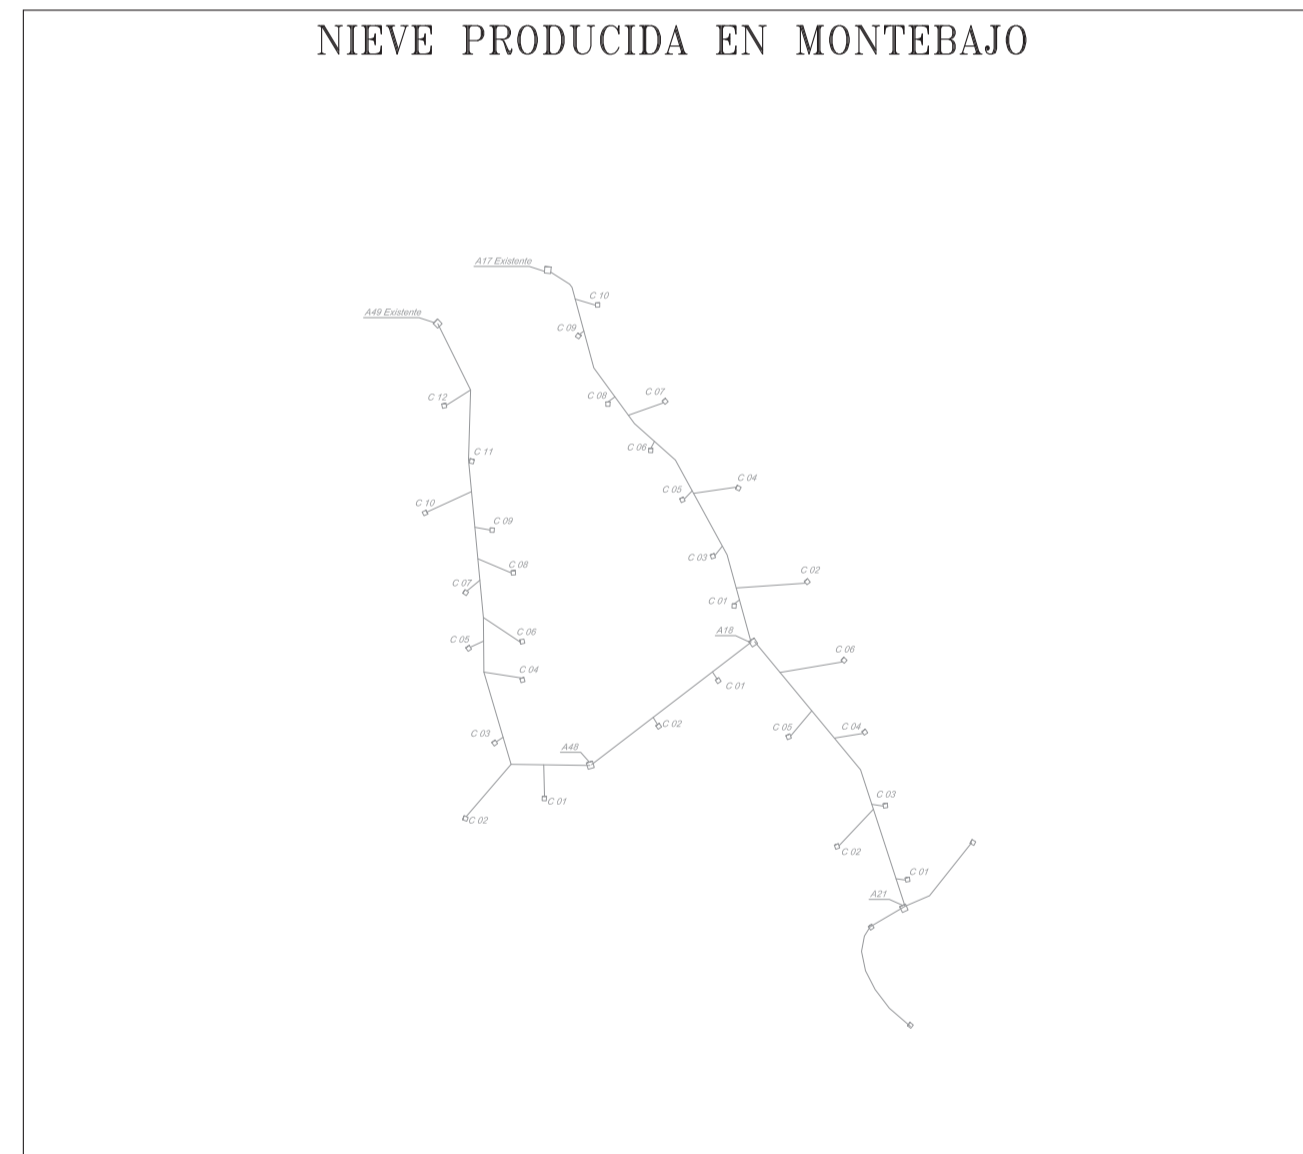 NIEVE PRODUCIDA EN MONTEBAJO
A17 Existente
C 10
A49 Existente
C 09
C 07
C 08
C 12
C 06
C 11
C 04
C 05
C 10
C 09
C 03
C 08
C 02
C 07
C 01
A18
C 06
C 05
C 06
C 04
C 01
C 02
C 05
C 04
C 03
A48
C 03
C 01
C 02
C 02
C 01
A21